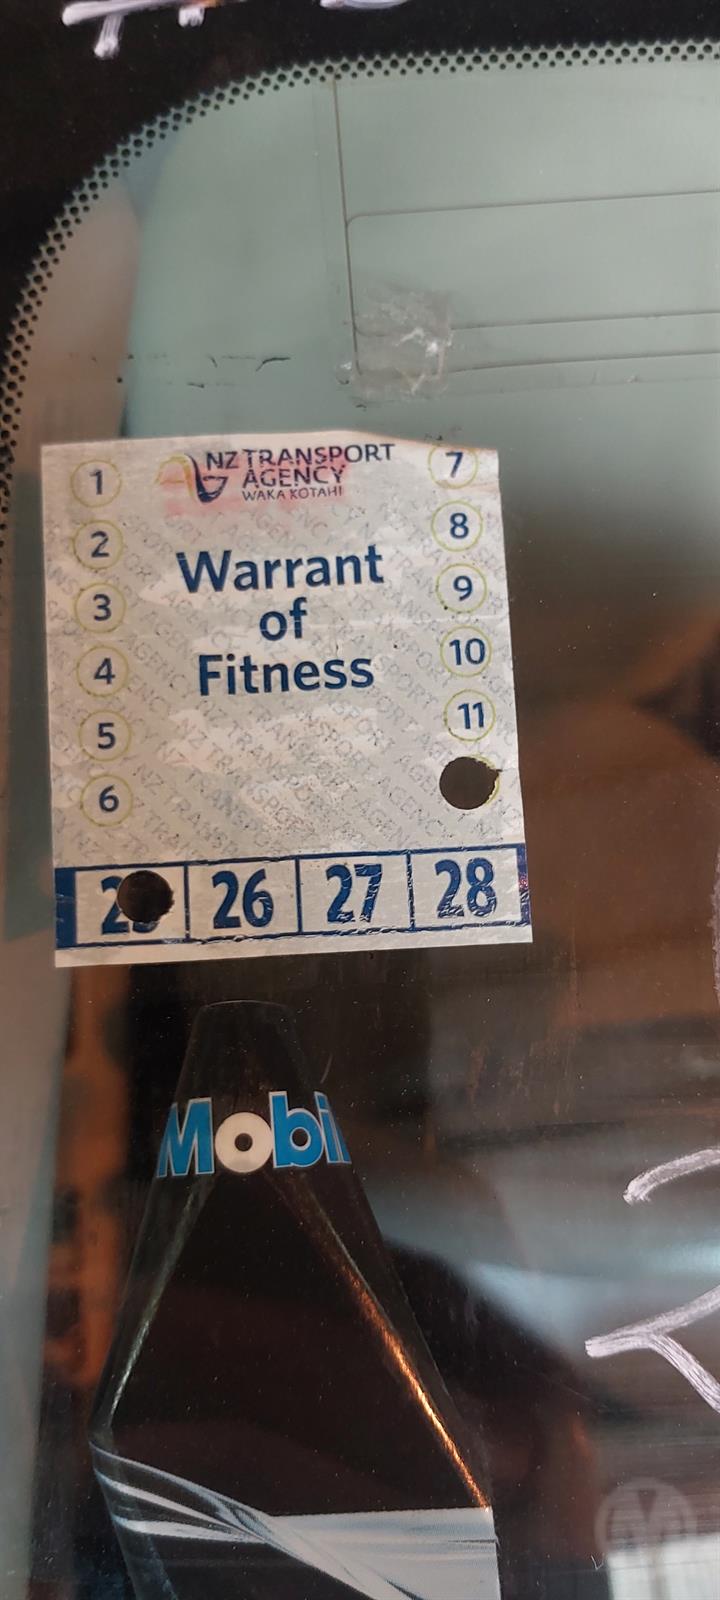 NZ TRANSPORT
AGENCY
WAKA KOTAHI
Warrant
of
Fitness
1
2
3
4
5
6
7
8
9
10
11
26
27
28
Mobil